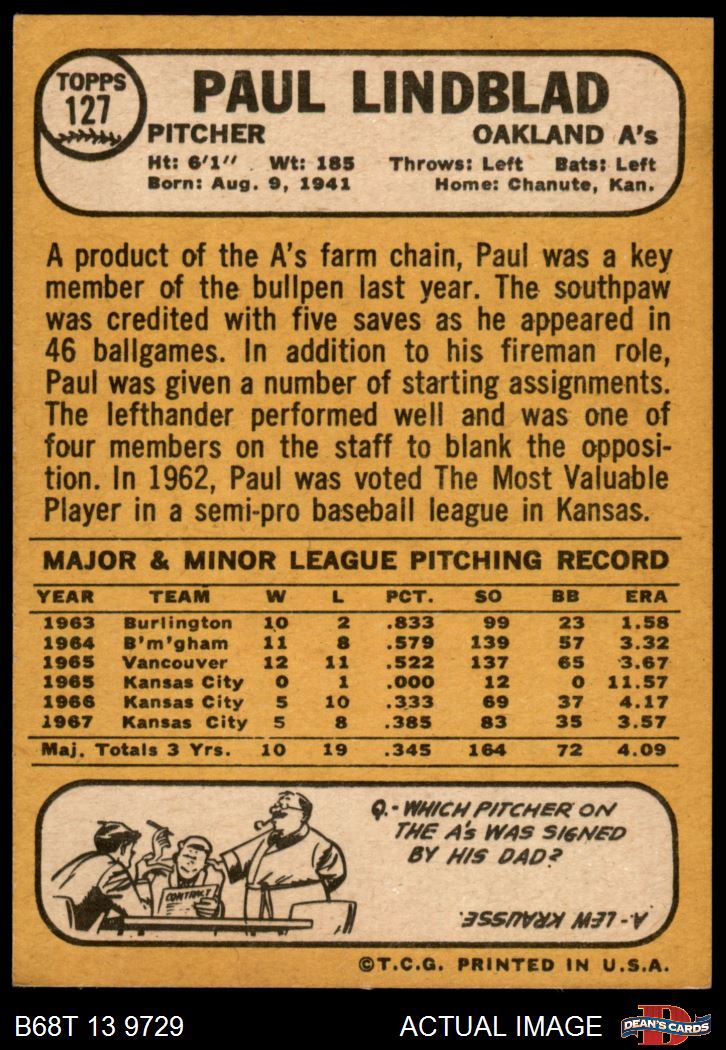 TOPPS
127
PAUL LINDBLAD
PITCHER OAKLAND A's
Ht: 6'1" Wt: 185 Throws: Left Bats: Left
Born: Aug. 9, 1941 Home: Chanute, Kan.
A product of the A's farm chain, Paul was a key
member of the bullpen last year. The southpaw
was credited with five saves as he appeared in
46 ballgames. In addition to his fireman role,
Paul was given a number of starting assignments.
The lefthander performed well and was one of
four members on the staff to blank the opposi-
tion. In 1962, Paul was voted The Most Valuable
Player in a semi-pro baseball league in Kansas.
MAJOR & MINOR LEAGUE PITCHING RECORD
YEAR TEAM W L PCT. SO BB ERA
1963 Burlington 10 2 .833 99 23 1.58
1964 B'm'gham 11 8 .579 139 57 3.32
1965 Vancouver 12 11 .522 137 65 3.67
1965 Kansas City 0 1 .000 12 0 11.57
1966 Kansas City 5 10 .333 69 37 4.17
1967 Kansas City 5 8 .385 83 35 3.57
Maj. Totals 3 Yrs. 10 19 .345 164 72 4.09
CONTRACT
Q.- WHICH PITCHER ON
THE A's WAS SIGNED
BY HIS DAD?
A.- LEW KRAUSSE.
©T.C.G. PRINTED IN U.S.A.
B68T 13 9729 ACTUAL IMAGE D DEAN'S CARDS